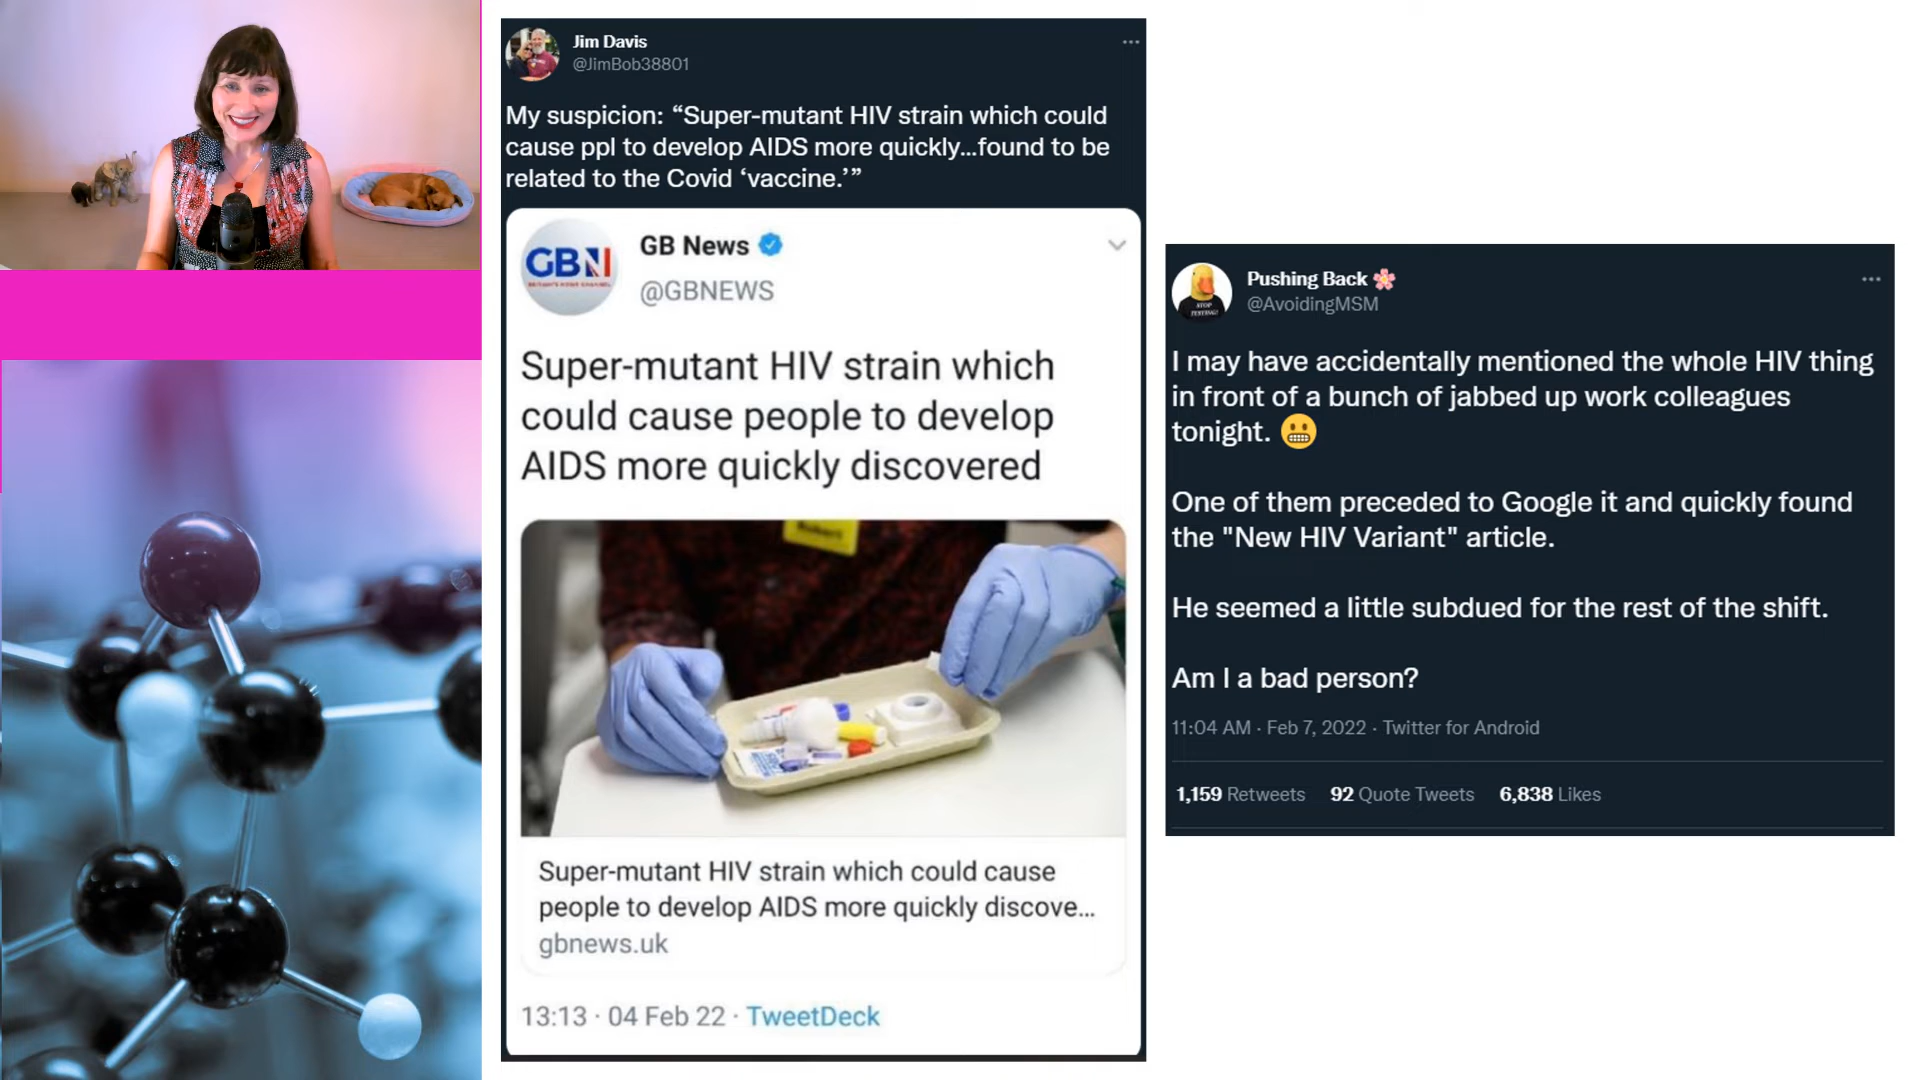 Jim Davis
@JimBob38801
My suspicion: “Super-mutant HIV strain which could
cause ppl to develop AIDS more quickly...found to be
related to the Covid ‘vaccine.’”
GBN
GB News
@GBNEWS
Super-mutant HIV strain which
could cause people to develop
AIDS more quickly discovered
Super-mutant HIV strain which could cause
people to develop AIDS more quickly discove...
gbnews.uk
13:13 · 04 Feb 22 · TweetDeck
Pushing Back 🌸
@AvoidingMSM
STOP
TESTING!
I may have accidentally mentioned the whole HIV thing
in front of a bunch of jabbed up work colleagues
tonight. 😬
One of them preceded to Google it and quickly found
the "New HIV Variant" article.
He seemed a little subdued for the rest of the shift.
Am I a bad person?
11:04 AM · Feb 7, 2022 · Twitter for Android
1,159 Retweets 92 Quote Tweets 6,838 Likes